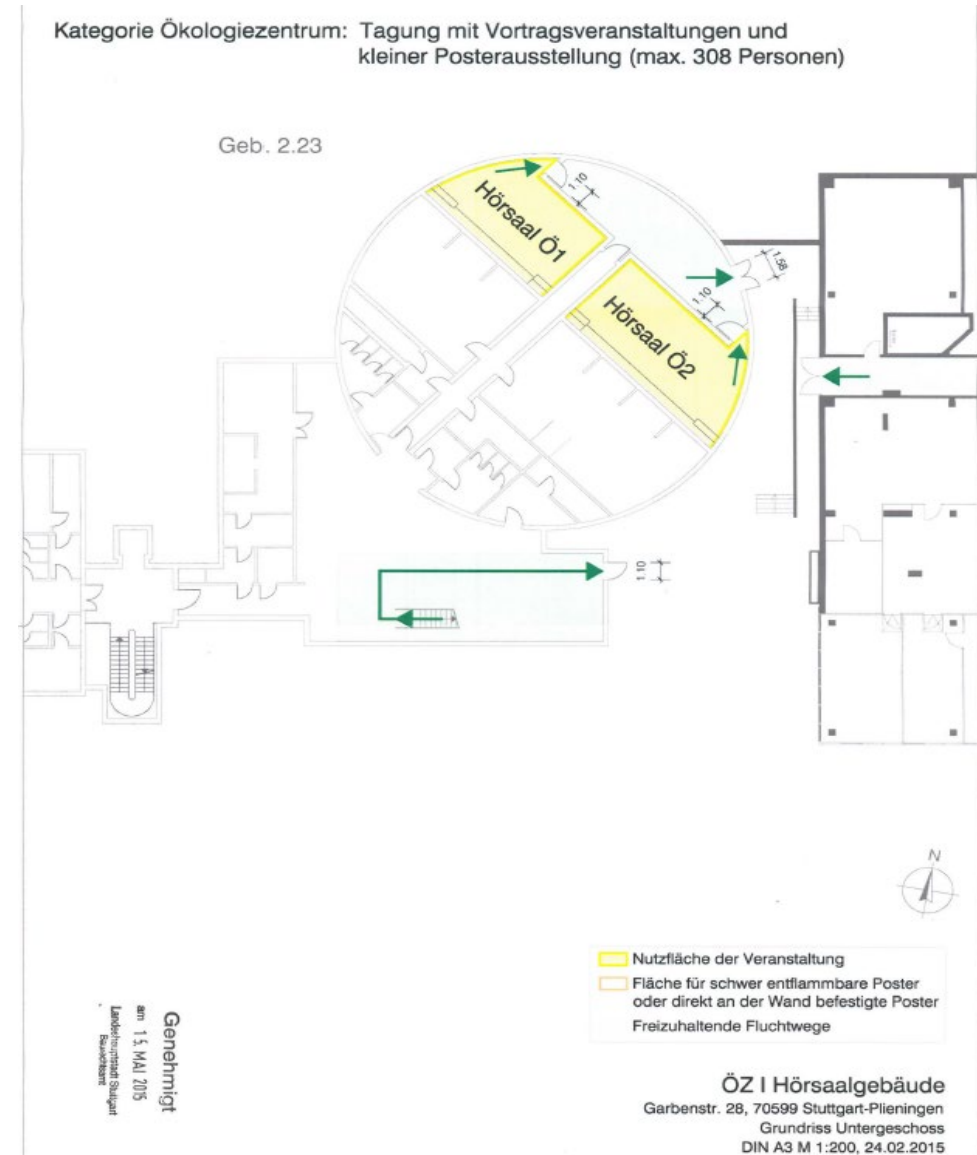 Kategorie Ökologiezentrum: Tagung mit Vortragsveranstaltungen und
kleiner Posterausstellung (max. 308 Personen)
Geb. 2.23
Hörsaal Ö1
1.10
1.58
1.10
Hörsaal Ö2
1.10
N
Nutzfläche der Veranstaltung
Fläche für schwer entflammbare Poster
oder direkt an der Wand befestigte Poster
Freizuhaltende Fluchtwege
Genehmigt
am 15. MAI 2015
Landeshauptstadt Stuttgart
Baurechtsamt
ÖZ I Hörsaalgebäude
Garbenstr. 28, 70599 Stuttgart-Plieningen
Grundriss Untergeschoss
DIN A3 M 1:200, 24.02.2015